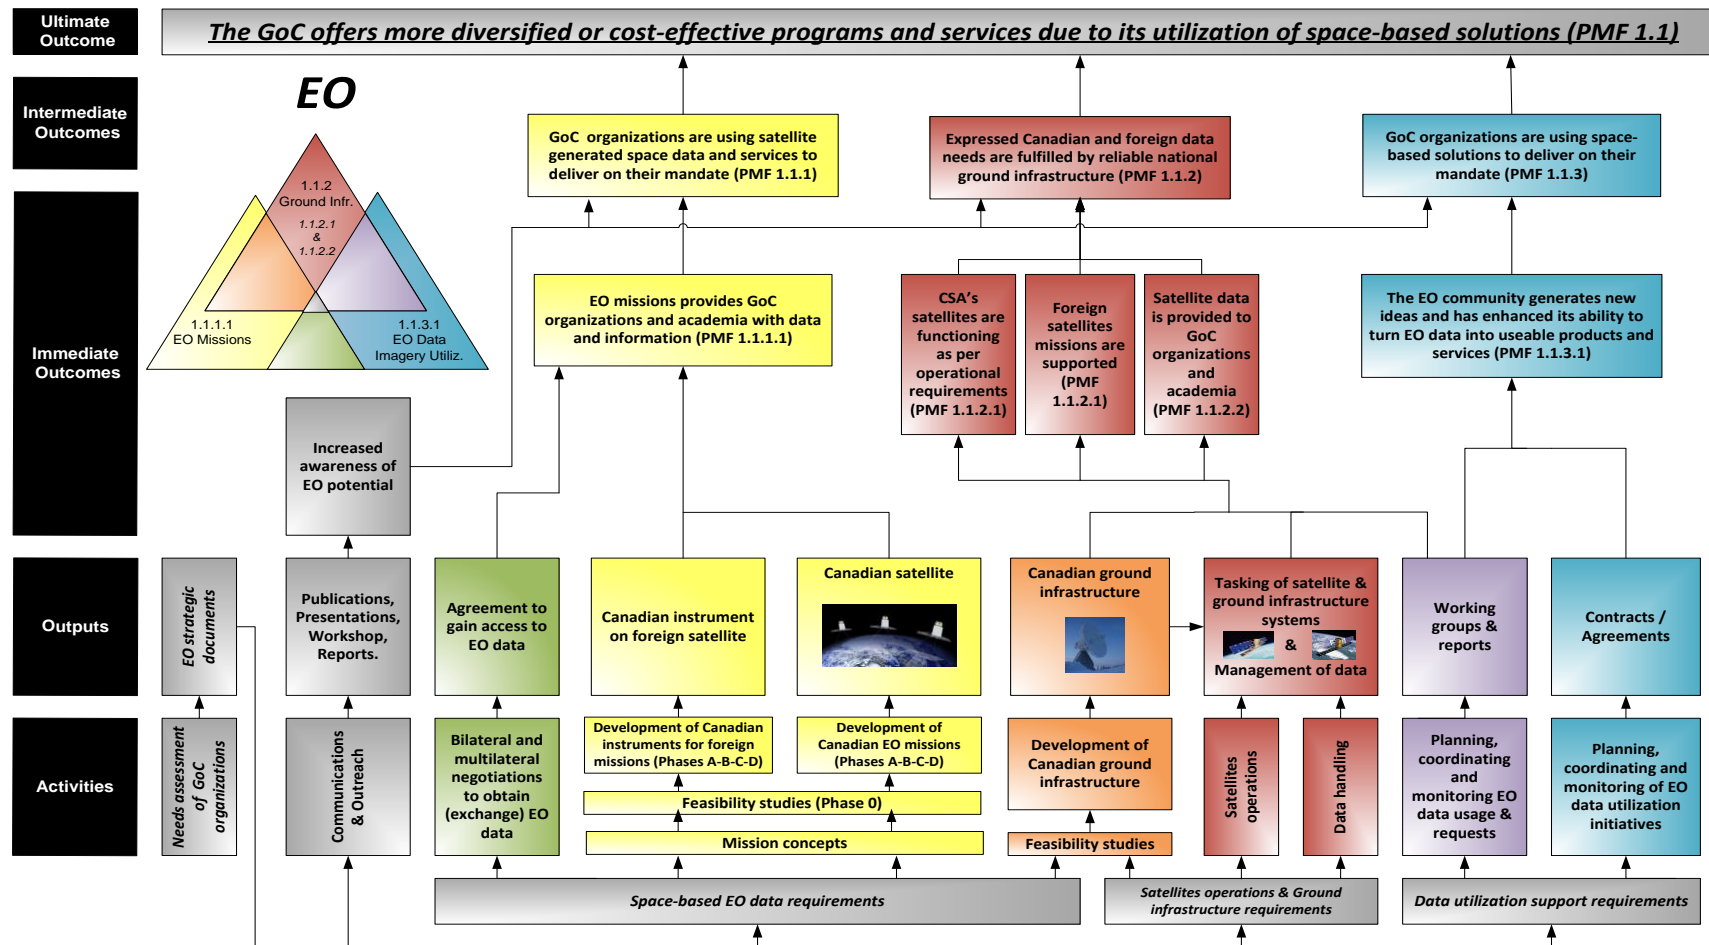 Ultimate
Outcome
The GoC offers more diversified or cost-effective programs and services due to its utilization of space-based solutions (PMF 1.1)
Intermediate
Outcomes
EO
1.1.2
Ground Infr.
1.1.2.1
&
1.1.2.2
1.1.1.1
EO Missions
1.1.3.1
EO Data
Imagery Utiliz.
GoC organizations are using satellite
generated space data and services to
deliver on their mandate (PMF 1.1.1)
Expressed Canadian and foreign data
needs are fulfilled by reliable national
ground infrastructure (PMF 1.1.2)
GoC organizations are using space-
based solutions to deliver on their
mandate (PMF 1.1.3)
Immediate
Outcomes
EO missions provides GoC
organizations and academia with data
and information (PMF 1.1.1.1)
CSA's
satellites are
functioning
as per
operational
requirements
(PMF 1.1.2.1)
Foreign
satellites
missions are
supported
(PMF
1.1.2.1)
Satellite data
is provided to
GoC
organizations
and
academia
(PMF 1.1.2.2)
The EO community generates new
ideas and has enhanced its ability to
turn EO data into useable products and
services (PMF 1.1.3.1)
Increased
awareness of
EO potential
Outputs
EO strategic
documents
Publications,
Presentations,
Workshop,
Reports.
Agreement to
gain access to
EO data
Canadian instrument
on foreign satellite
Canadian satellite
Canadian ground
infrastructure
Tasking of satellite &
ground infrastructure
systems
&
Management of data
Working
groups &
reports
Contracts /
Agreements
Activities
Needs assessment
of GoC
organizations
Communications
& Outreach
Bilateral and
multilateral
negotiations
to obtain
(exchange) EO
data
Development of Canadian
instruments for foreign
missions (Phases A-B-C-D)
Development of
Canadian EO missions
(Phases A-B-C-D)
Feasibility studies (Phase 0)
Mission concepts
Development of
Canadian ground
infrastructure
Feasibility studies
Satellites
operations
Data handling
Planning,
coordinating
and
monitoring EO
data usage &
requests
Planning,
coordinating and
monitoring of EO
data utilization
initiatives
Space-based EO data requirements
Satellites operations & Ground
infrastructure requirements
Data utilization support requirements